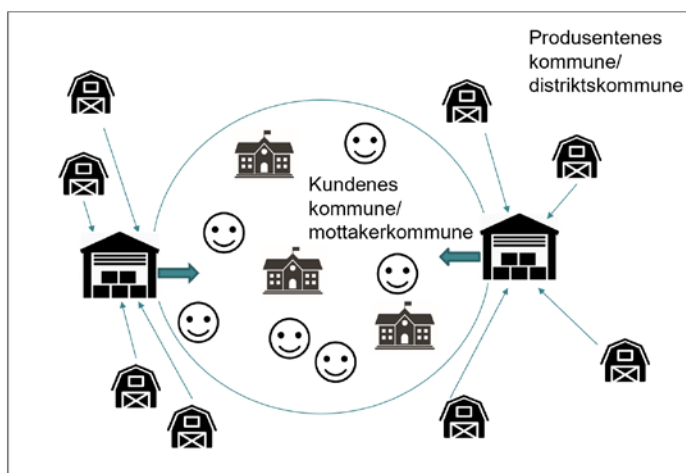 Produsentenes
kommune/
distriktskommune
Kundenes
kommune/
mottakerkommune